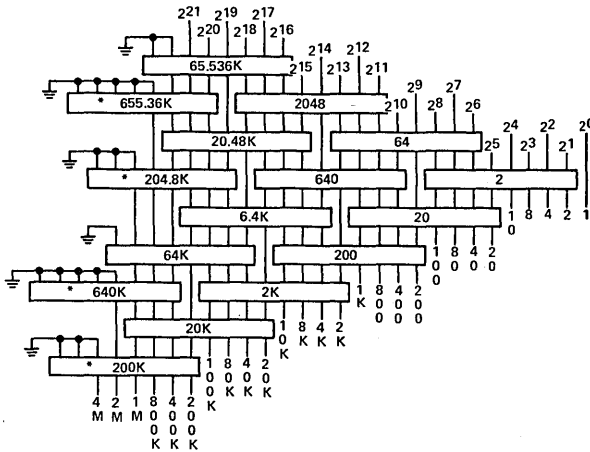 2²¹
2²⁰
2¹⁹
2¹⁸
2¹⁷
2¹⁶
65.536K
2¹⁵
2¹⁴
2¹³
2¹²
2¹¹
* 655.36K
2048
2¹⁰
2⁹
2⁸
2⁷
2⁶
20.48K
64
2⁵
2⁴
2³
2²
2¹
2⁰
* 204.8K
640
2
6.4K
20
10
8
4
2
1
64K
200
100
80
40
20
* 640K
2K
1K
800
400
200
20K
10K
8K
4K
2K
* 200K
100K
80K
40K
20K
4M
2M
1M
800K
400K
200K